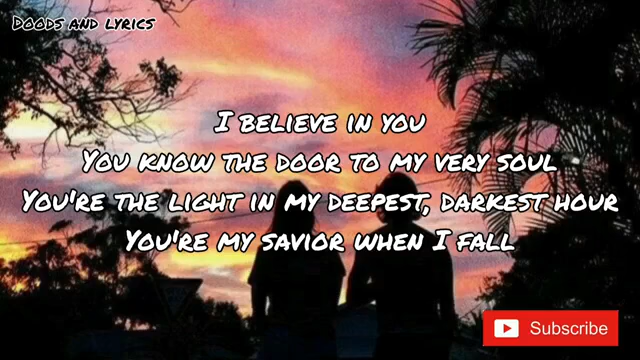 Doods and lyrics
I believe in you
You know the door to my very soul
You're the light in my deepest, darkest hour
You're my savior when I fall
Subscribe